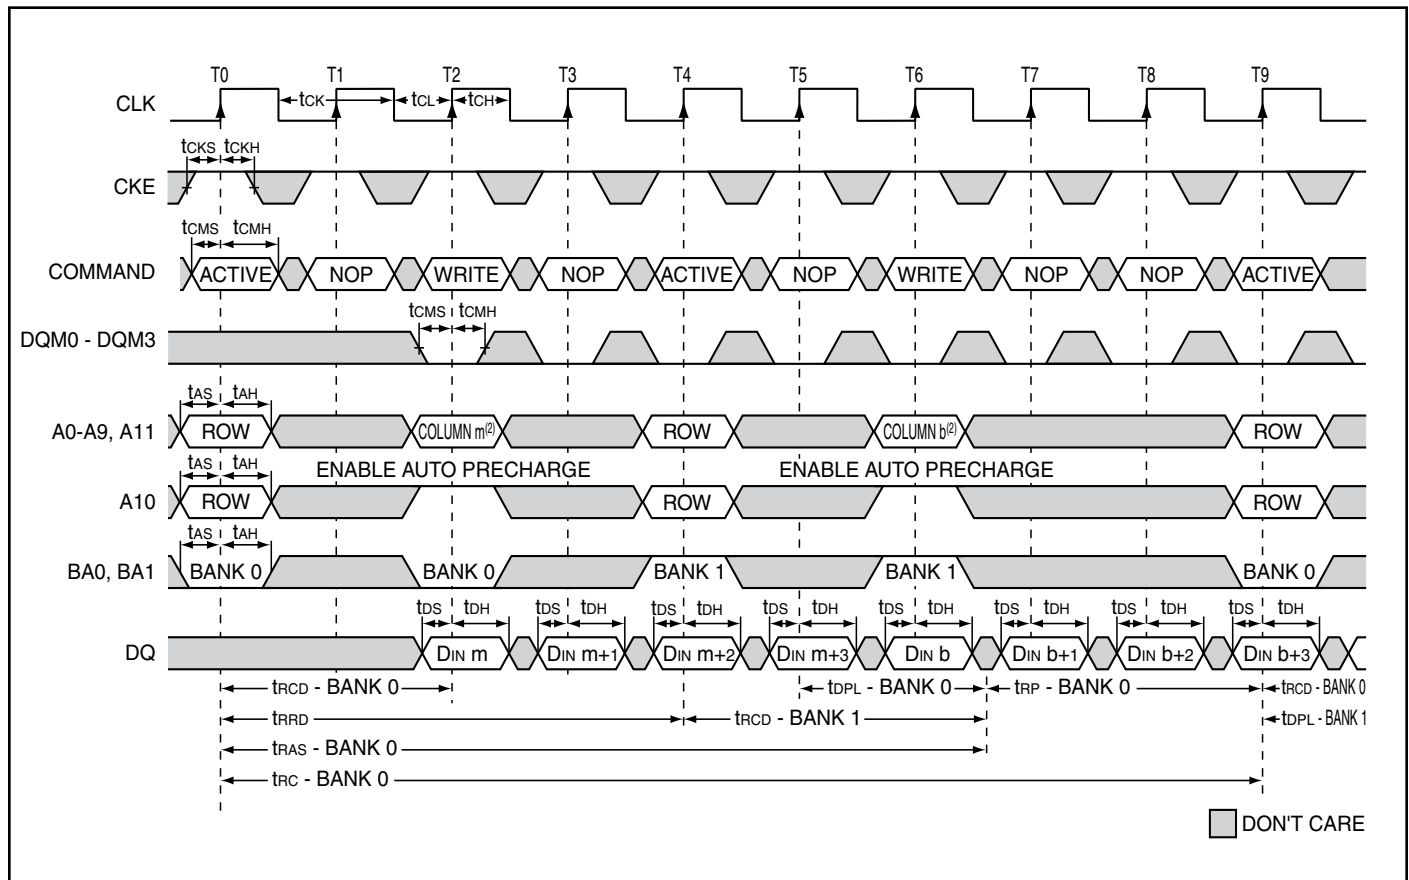 T0 T1 T2 T3 T4 T5 T6 T7 T8 T9
CLK tCK tCL tCH
tCKS tCKH
CKE
tCMS tCMH
COMMAND ACTIVE NOP WRITE NOP ACTIVE NOP WRITE NOP NOP ACTIVE
tCMS tCMH
DQM0 - DQM3
tAS tAH
A0-A9, A11 ROW COLUMN m(2) ROW COLUMN b(2) ROW
tAS tAH ENABLE AUTO PRECHARGE ENABLE AUTO PRECHARGE
A10 ROW ROW ROW
tAS tAH
BA0, BA1 BANK 0 BANK 0 BANK 1 BANK 1 BANK 0
tDS tDH tDS tDH tDS tDH tDS tDH tDS tDH tDS tDH tDS tDH tDS tDH
DQ DIN m DIN m+1 DIN m+2 DIN m+3 DIN b DIN b+1 DIN b+2 DIN b+3
tRCD - BANK 0 tDPL - BANK 0 tRP - BANK 0 tRCD - BANK 0
tRRD tRCD - BANK 1 tDPL - BANK 1
tRAS - BANK 0
tRC - BANK 0
DON'T CARE